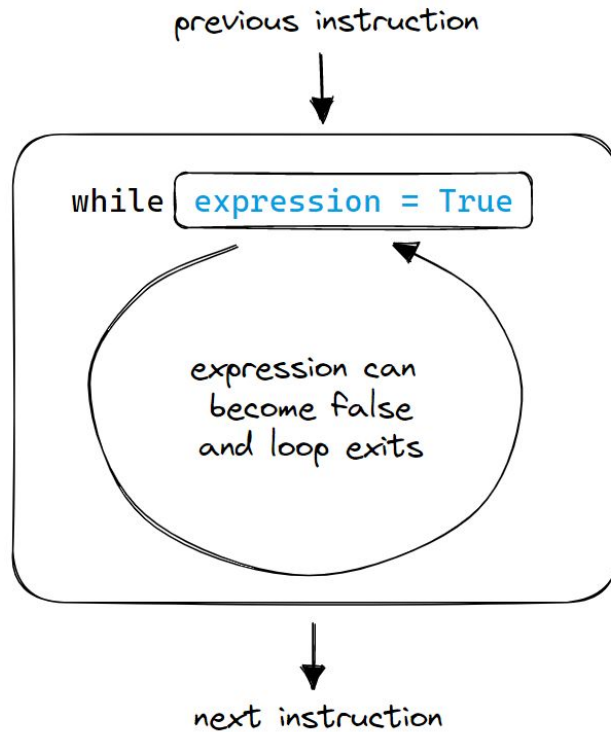 previous instruction
while expression = True
expression can
become false
and loop exits
next instruction